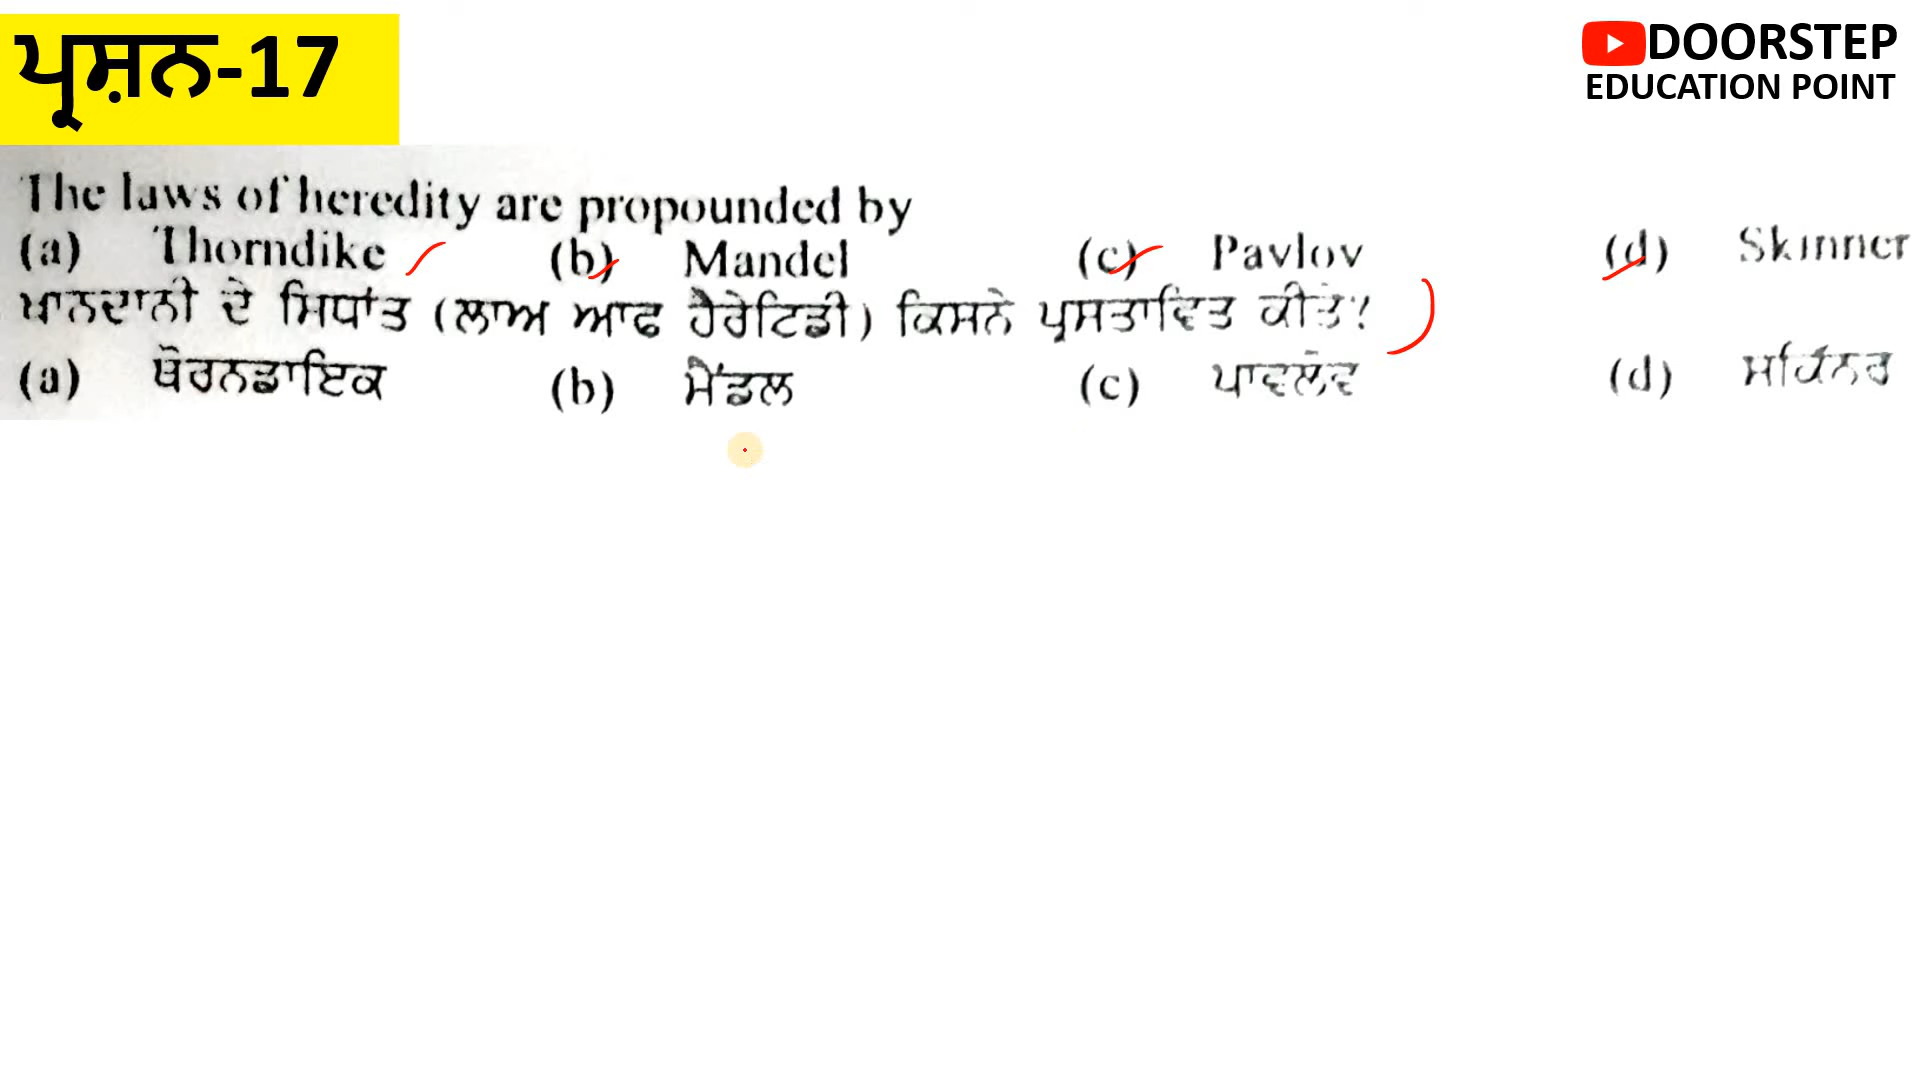 ਪ੍ਰਸ਼ਨ-17
DOORSTEP
EDUCATION POINT
The laws of heredity are propounded by
(a) Thorndike (b) Mandel (c) Pavlov (d) Skinner
ਖਾਨਦਾਨੀ ਦੇ ਸਿਧਾਂਤ (ਲਾਅ ਆਫ ਹੈਰੇਟਿਡੀ) ਕਿਸਨੇ ਪ੍ਰਸਤਾਵਿਤ ਕੀਤੇ?
(a) ਥੋਰਨਡਾਇਕ (b) ਮੈਂਡਲ (c) ਪਾਵਲੋਵ (d) ਸਕਿਨਰ